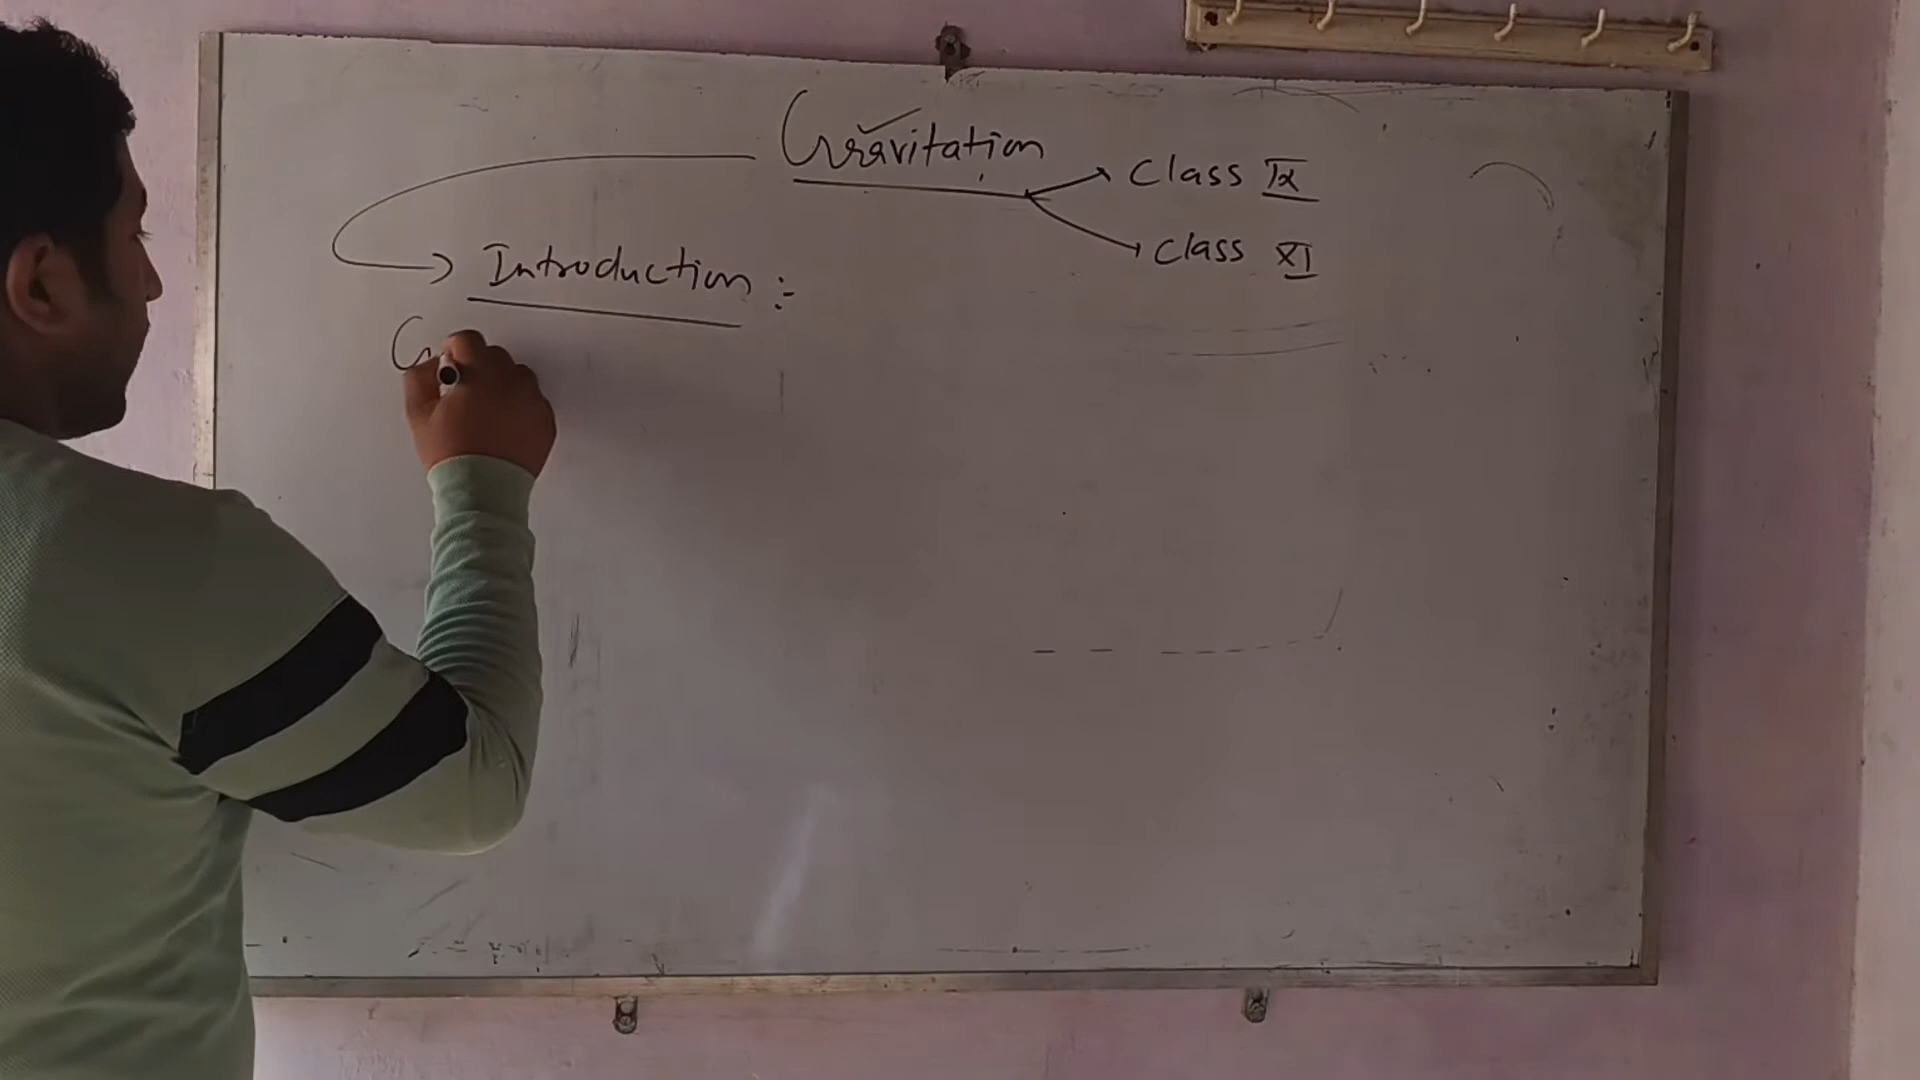 Gravitation
Class IX
Class XI
Introduction :-
G